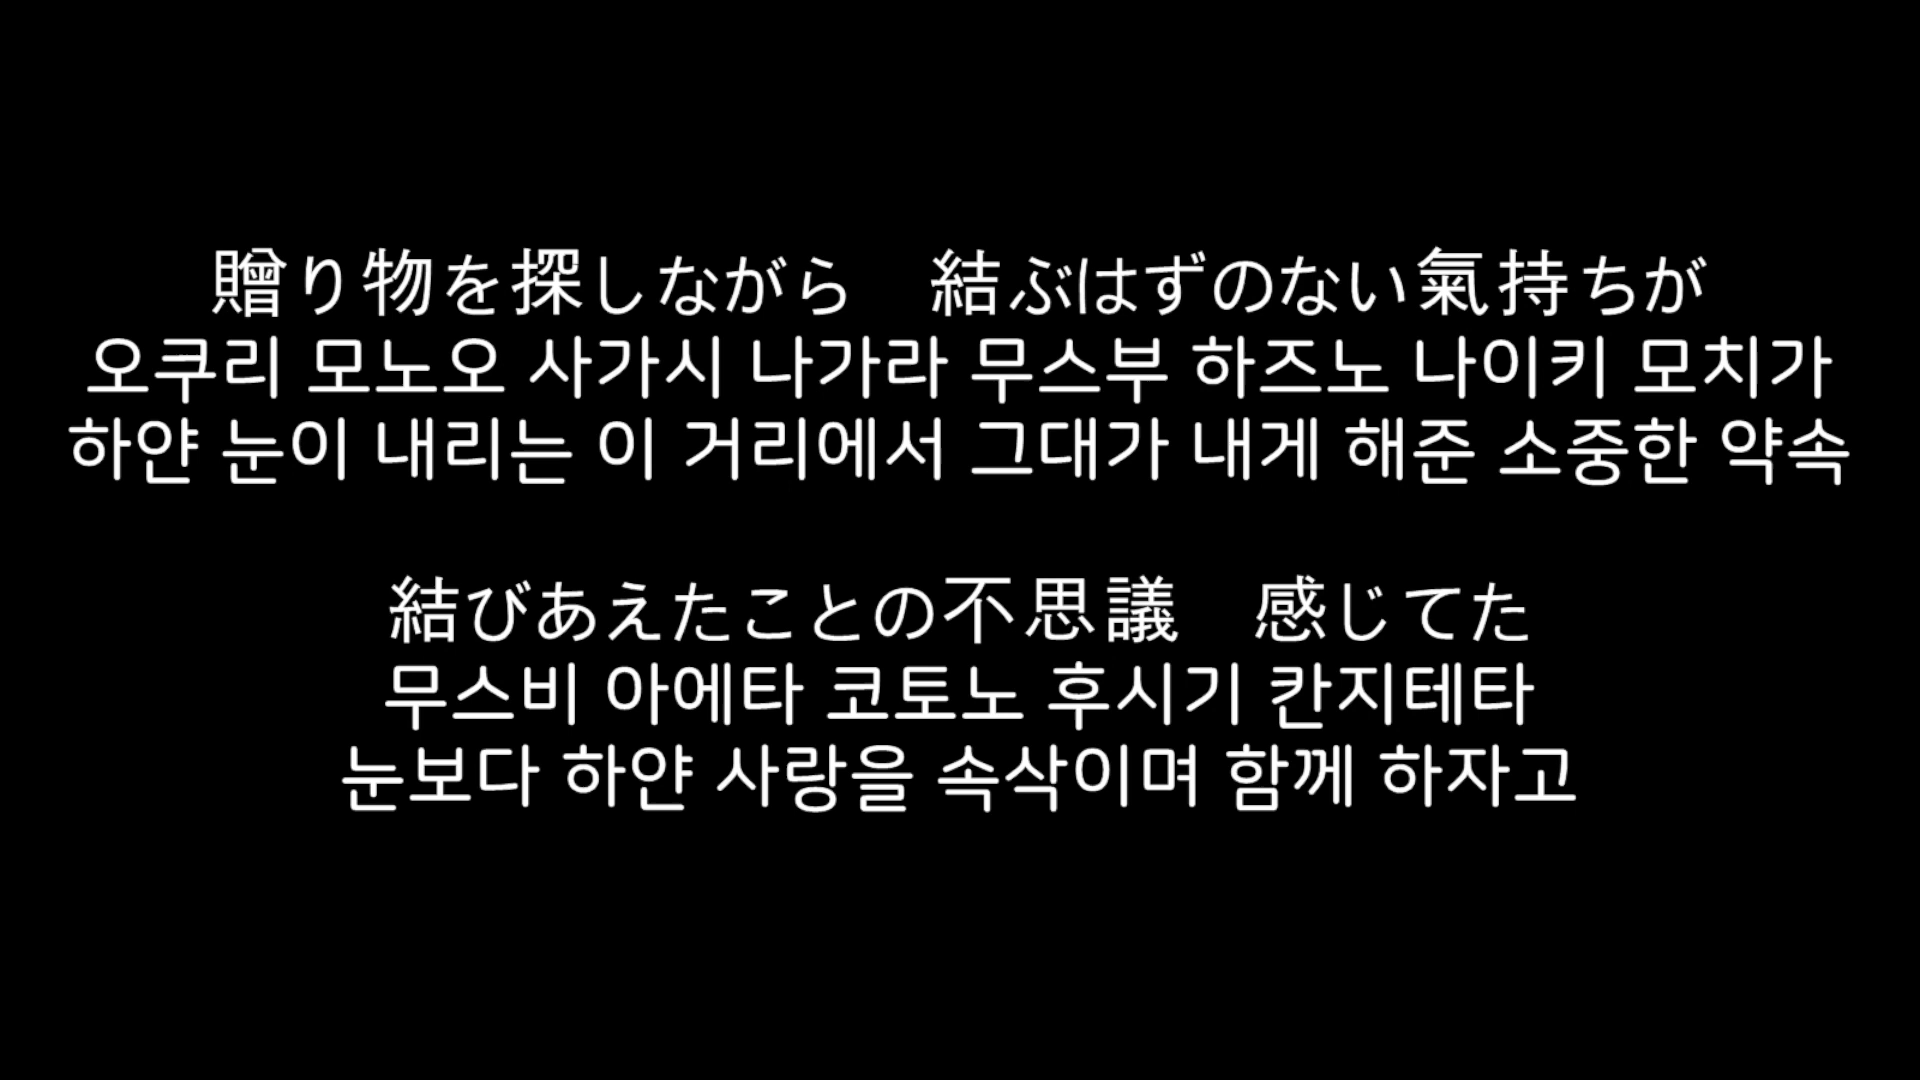 贈り物を探しながら　結ぶはずのない氣持ちが
오쿠리 모노오 사가시 나가라 무스부 하즈노 나이키 모치가
하얀 눈이 내리는 이 거리에서 그대가 내게 해준 소중한 약속
結びあえたことの不思議　感じてた
무스비 아에타 코토노 후시기 칸지테타
눈보다 하얀 사랑을 속삭이며 함께 하자고